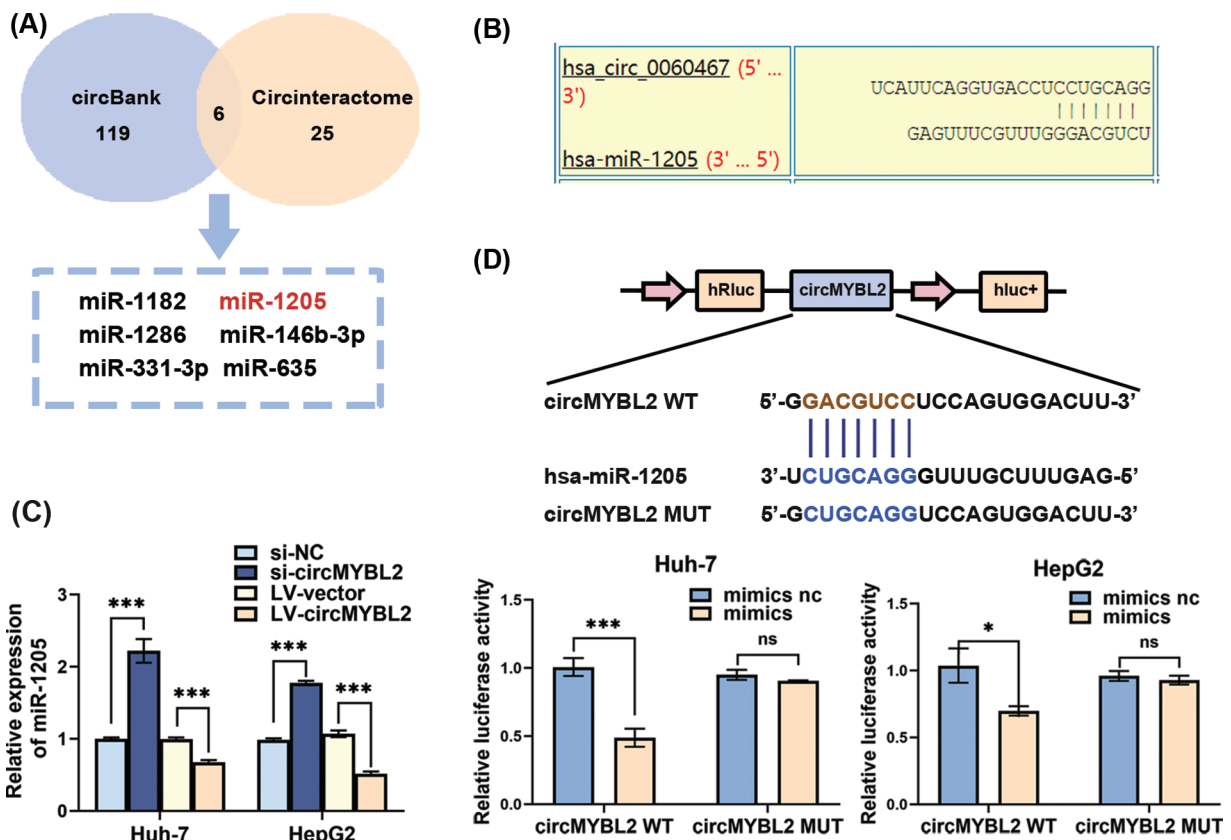 (A)
circBank
119
6
Circinteractome
25
miR-1182 miR-1205
miR-1286 miR-146b-3p
miR-331-3p miR-635
(B)
hsa_circ_0060467 (5' ...
3')
UCAUUCAGGUGACCUCCUGCAGG
hsa-miR-1205 (3' ... 5')
GAGUUUCGUUUGGGACGUCU
(C)
si-NC
si-circMYBL2
LV-vector
LV-circMYBL2
Relative expression
of miR-1205
3
2
1
0
***
***
***
***
Huh-7
HepG2
(D)
hRluc
circMYBL2
hluc+
circMYBL2 WT 5'-GGACGUCCUCCAGUGGACUU-3'
hsa-miR-1205 3'-UCUGCAGGGUUUGCUUUGAG-5'
circMYBL2 MUT 5'-GCUGCAGGUCCAGUGGACUU-3'
Huh-7
mimics nc
mimics
Relative luciferase activity
1.5
1.0
0.5
0.0
***
ns
circMYBL2 WT
circMYBL2 MUT
HepG2
mimics nc
mimics
Relative luciferase activity
1.5
1.0
0.5
0.0
*
ns
circMYBL2 WT
circMYBL2 MUT